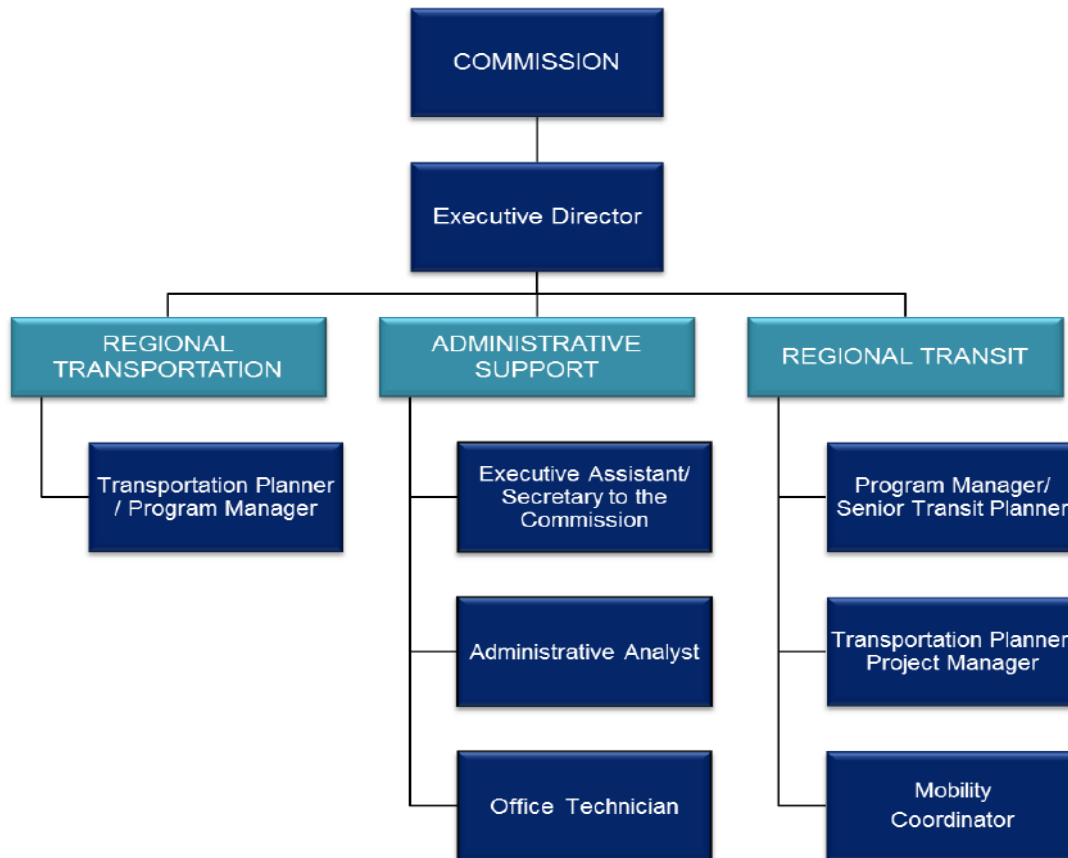 COMMISSION
Executive Director
REGIONAL
TRANSPORTATION
ADMINISTRATIVE
SUPPORT
REGIONAL TRANSIT
Transportation Planner
/ Program Manager
Executive Assistant/
Secretary to the
Commission
Program Manager/
Senior Transit Planner
Administrative Analyst
Transportation Planner
Project Manager
Office Technician
Mobility
Coordinator